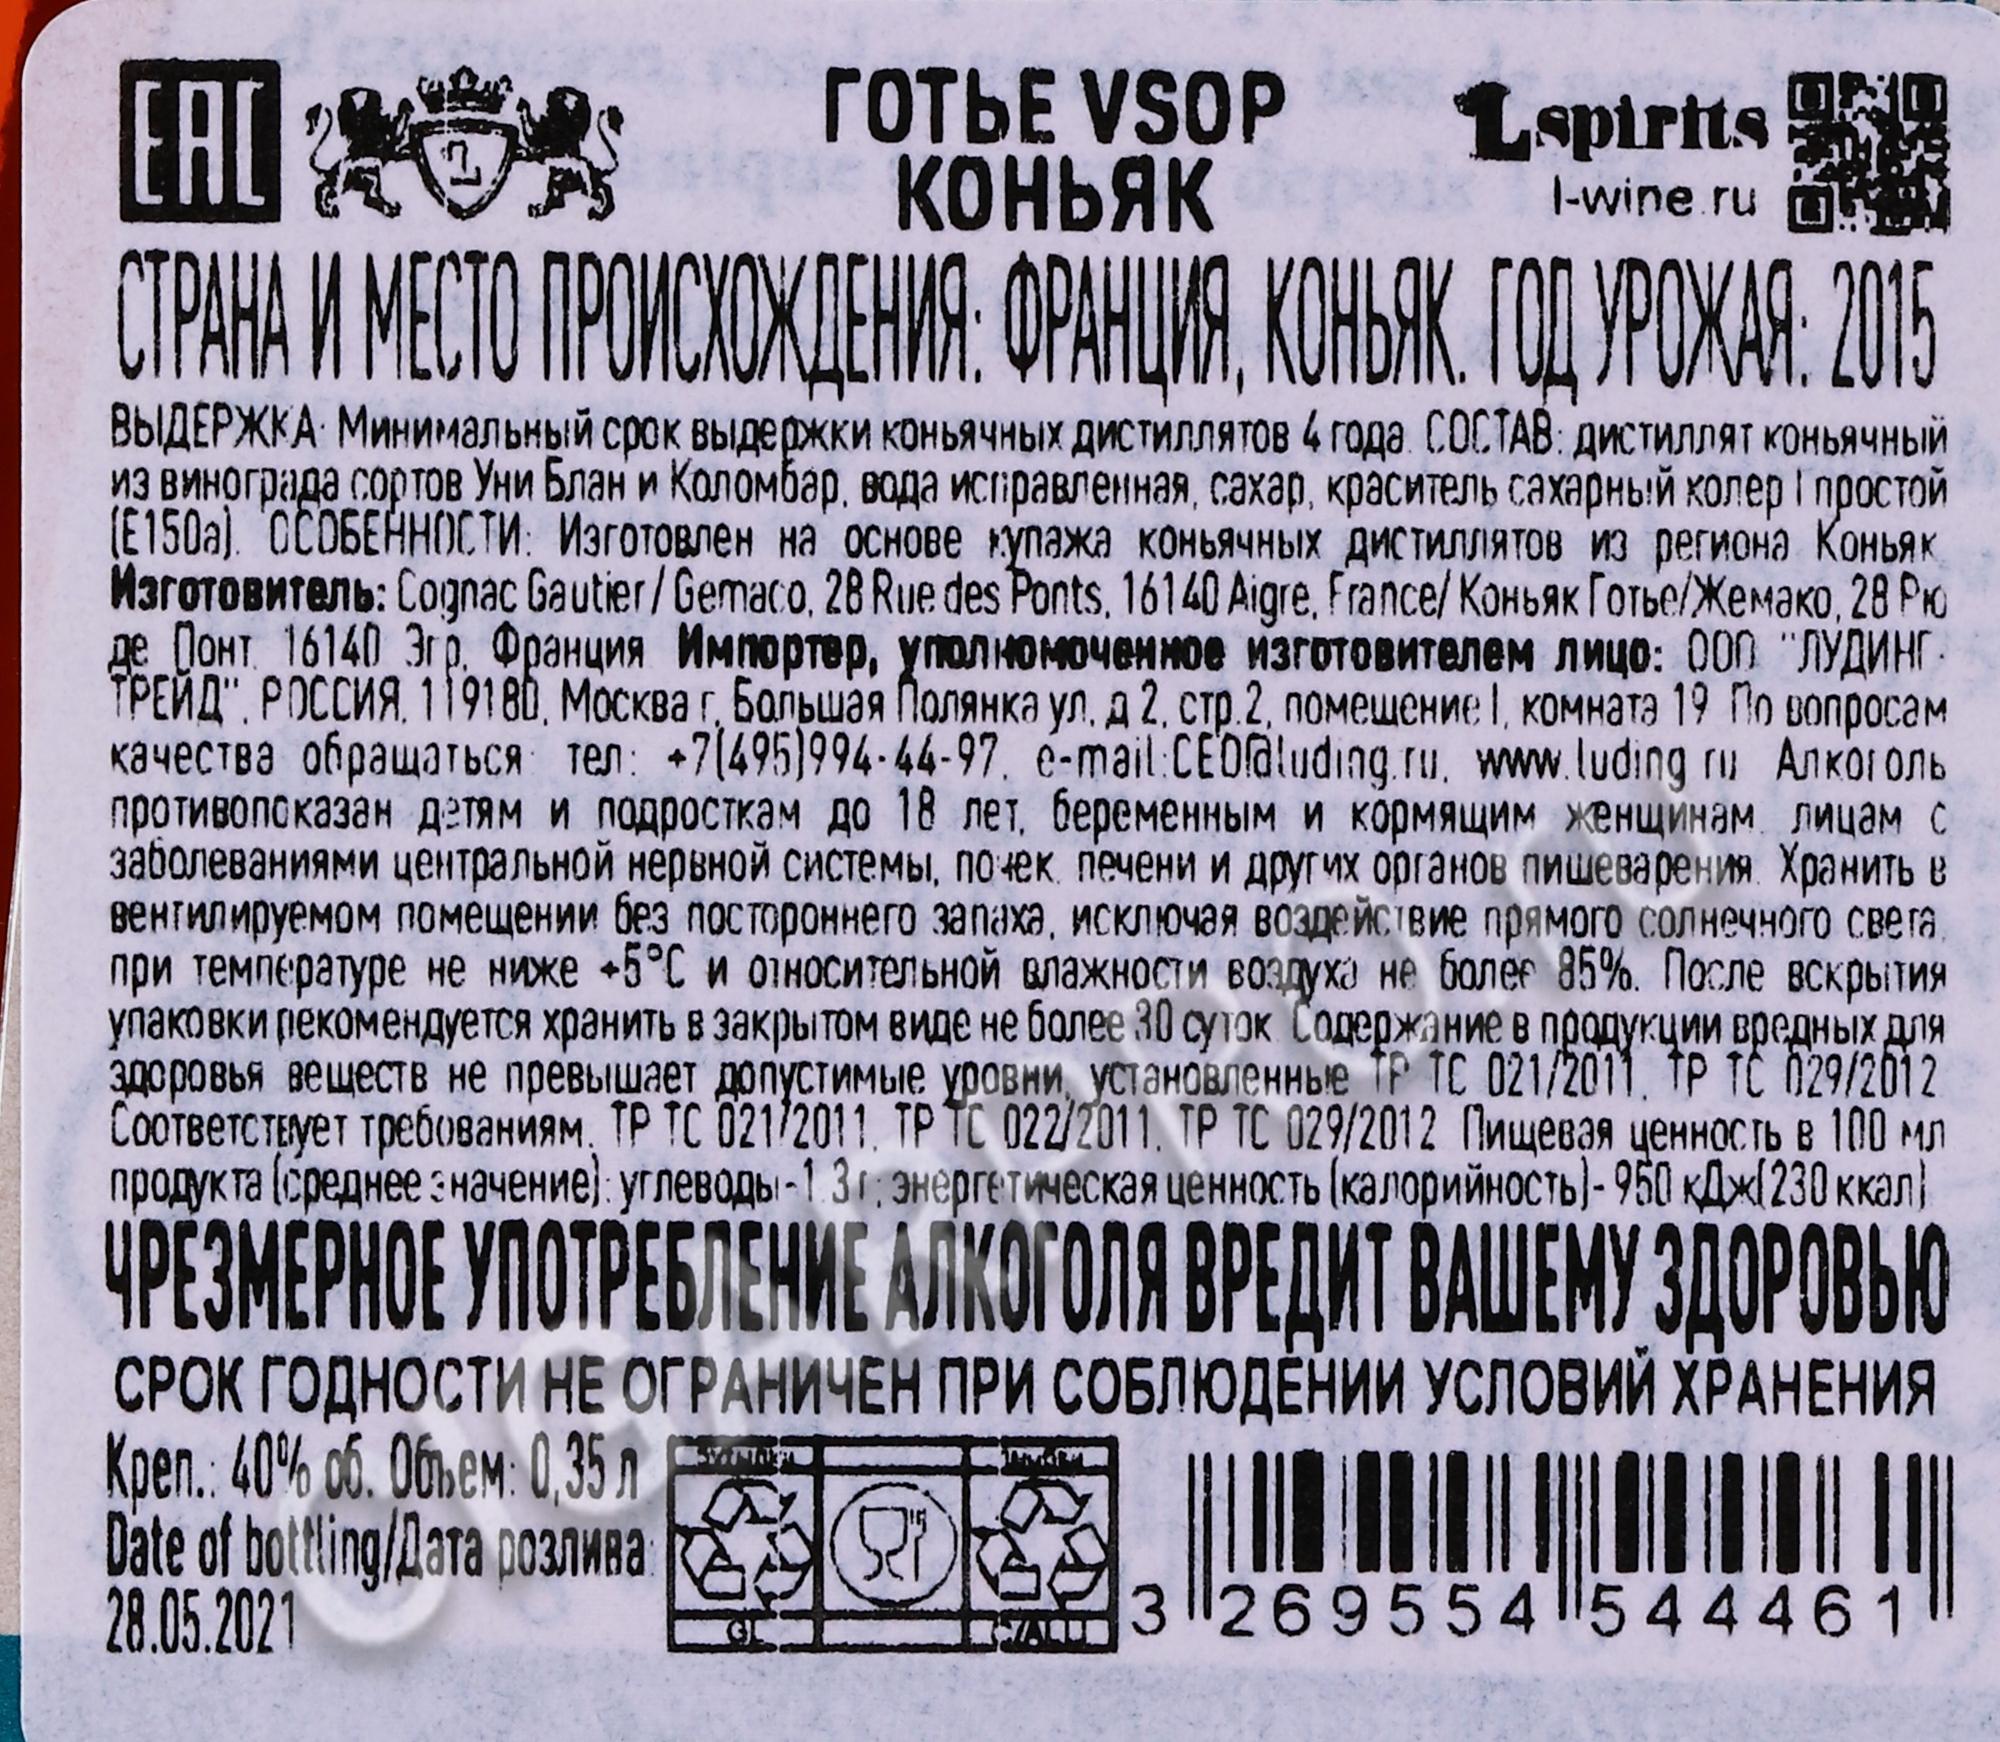 EAC
ГОТЬЕ VSOP
КОНЬЯК
Lspirits
l-wine.ru
СТРАНА И МЕСТО ПРОИСХОЖДЕНИЯ: ФРАНЦИЯ, КОНЬЯК. ГОД УРОЖАЯ: 2015
ВЫДЕРЖКА: Минимальный срок выдержки коньячных дистиллятов 4 года. СОСТАВ: дистиллят коньячный
из винограда сортов Уни Блан и Коломбар, вода исправленная, сахар, краситель сахарный колер I простой
(Е150а). ОСОБЕННОСТИ: Изготовлен на основе купажа коньячных дистиллятов из региона Коньяк.
Изготовитель: Cognac Gautier / Gemaco, 28 Rue des Ponts, 16140 Aigre, France/ Коньяк Готье/Жемако, 28 Рю
де Понт, 16140 Эгр, Франция Импортер, уполномоченное изготовителем лицо: ООО "ЛУДИНГ-
ТРЕЙД", РОССИЯ, 119180, Москва г, Большая Полянка ул, д 2, стр.2, помещение I, комната 19 По вопросам
качества обращаться: тел: +7(495)994-44-97, e-mail:CEO@luding.ru, www.luding.ru Алкоголь
противопоказан детям и подросткам до 18 лет, беременным и кормящим женщинам, лицам с
заболеваниями центральной нервной системы, почек, печени и других органов пищеварения. Хранить в
вентилируемом помещении без постороннего запаха, исключая воздействие прямого солнечного света,
при температуре не ниже +5°С и относительной влажности воздуха не более 85%. После вскрытия
упаковки рекомендуется хранить в закрытом виде не более 30 суток. Содержание в продукции вредных для
здоровья веществ не превышает допустимые уровни, установленные ТР ТС 021/2011, ТР ТС 029/2012
Соответствует требованиям, ТР ТС 021/2011, ТР ТС 022/2011, ТР ТС 029/2012 Пищевая ценность в 100 мл
продукта (среднее значение): углеводы - 1.3 г; энергетическая ценность (калорийность)- 950 кДж(230 ккал)
ЧРЕЗМЕРНОЕ УПОТРЕБЛЕНИЕ АЛКОГОЛЯ ВРЕДИТ ВАШЕМУ ЗДОРОВЬЮ
СРОК ГОДНОСТИ НЕ ОГРАНИЧЕН ПРИ СОБЛЮДЕНИИ УСЛОВИЙ ХРАНЕНИЯ
Креп.: 40% об. Объем: 0,35 л
Date of bottling/Дата розлива:
28.05.2021
GL
C/ALU
3 269554 544461
CIGARPRO.RU